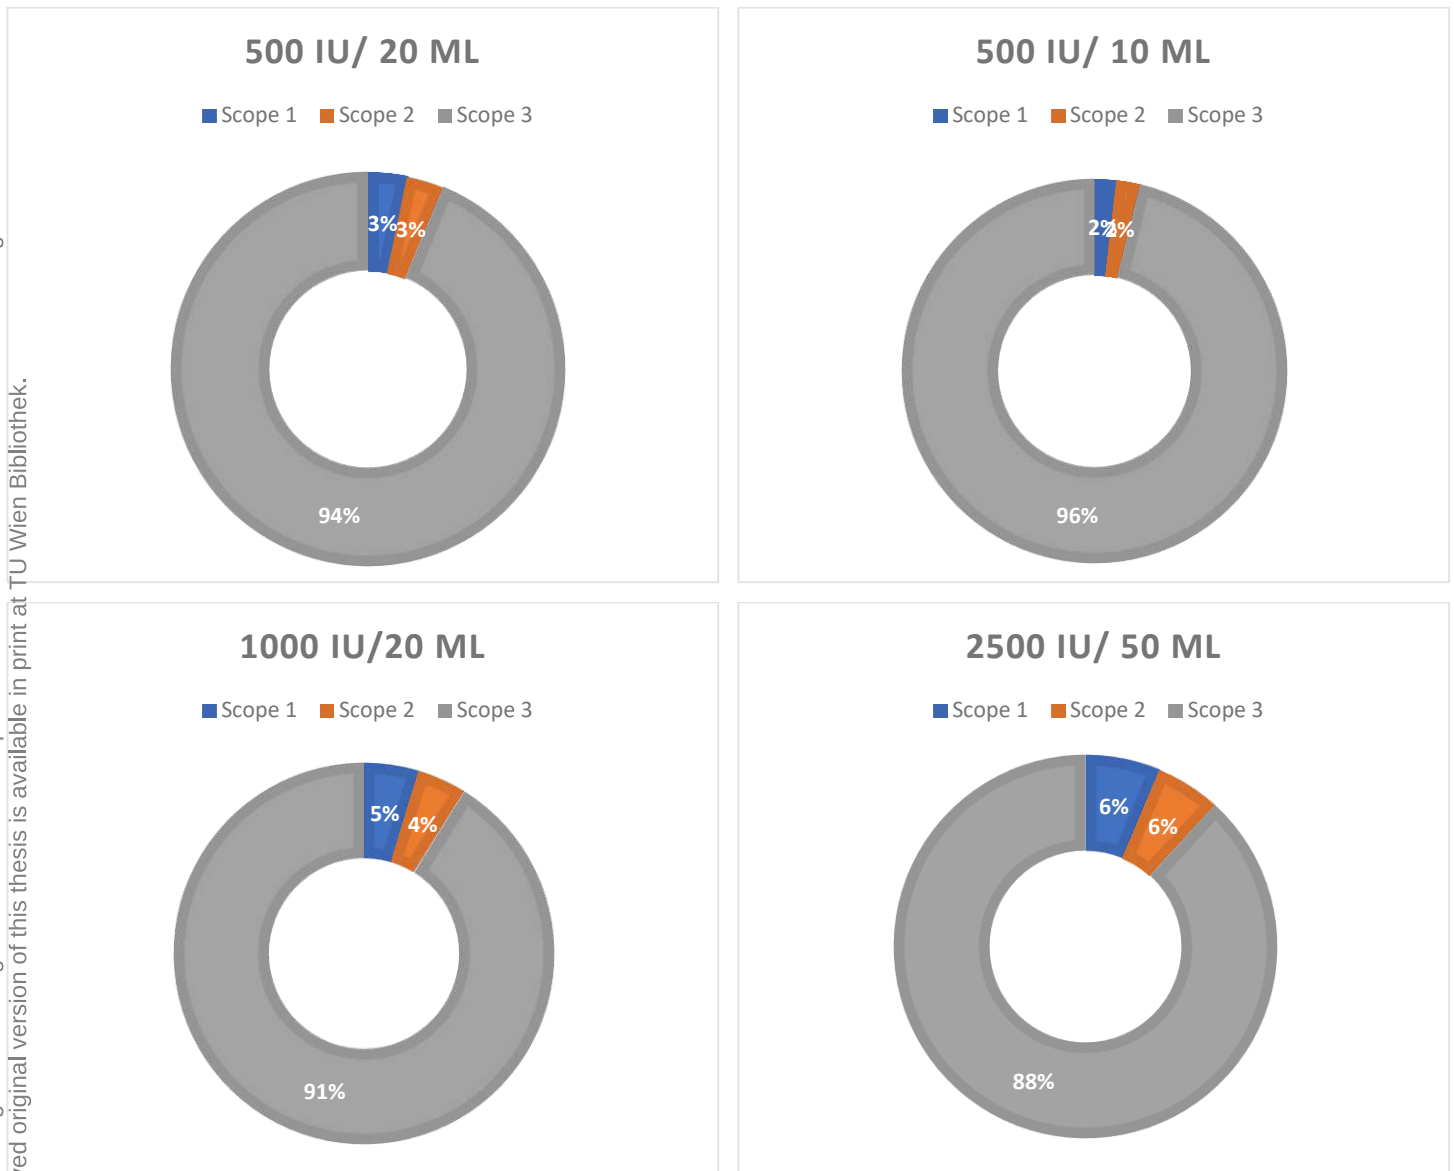 500 IU/ 20 ML
Scope 1 Scope 2 Scope 3
3%
3%
94%
500 IU/ 10 ML
Scope 1 Scope 2 Scope 3
2%
2%
96%
1000 IU/20 ML
Scope 1 Scope 2 Scope 3
5%
4%
91%
2500 IU/ 50 ML
Scope 1 Scope 2 Scope 3
6%
6%
88%
original version of this thesis is available in print at TU Wien Bibliothek.